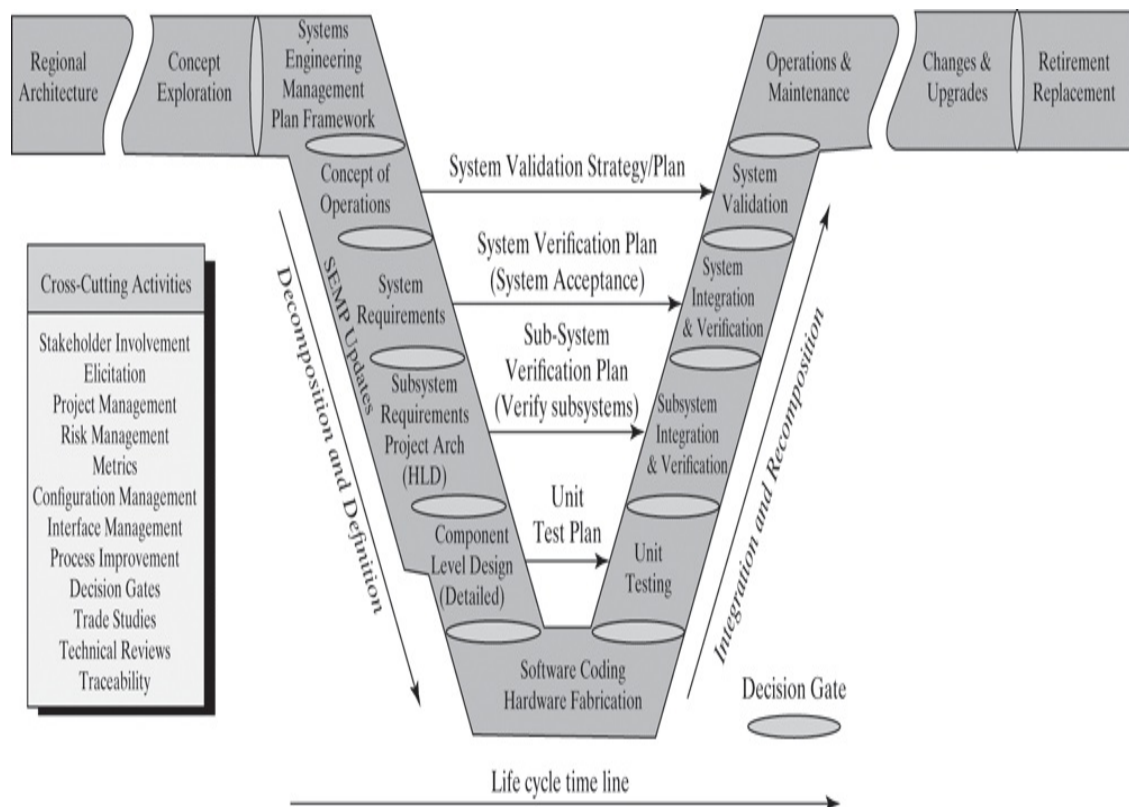 Regional
Architecture
Concept
Exploration
Systems
Engineering
Management
Plan Framework
Operations &
Maintenance
Changes &
Upgrades
Retirement
Replacement
Concept of
Operations
System Validation Strategy/Plan
System
Validation
System
Requirements
System Verification Plan
(System Acceptance)
System
Integration
& Verification
Subsystem
Requirements
Project Arch
(HLD)
Sub-System
Verification Plan
(Verify subsystems)
Subsystem
Integration
& Verification
Component
Level Design
(Detailed)
Unit
Test Plan
Unit
Testing
Software Coding
Hardware Fabrication
SEMP Updates
Decomposition and Definition
Integration and Recomposition
Cross-Cutting Activities
Stakeholder Involvement
Elicitation
Project Management
Risk Management
Metrics
Configuration Management
Interface Management
Process Improvement
Decision Gates
Trade Studies
Technical Reviews
Traceability
Decision Gate
Life cycle time line